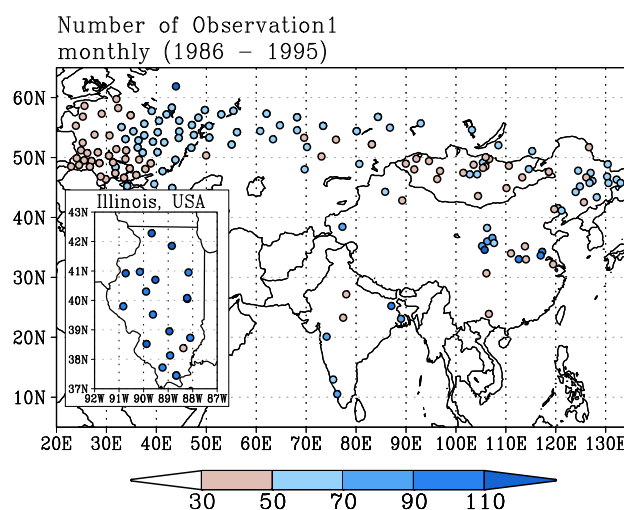 Number of Observation1
monthly (1986 – 1995)
60N
50N
40N
30N
20N
10N
Illinois, USA
43N
42N
41N
40N
39N
38N
37N
92W 91W 90W 89W 88W 87W
20E 30E 40E 50E 60E 70E 80E 90E 100E 110E 120E 130E
30 50 70 90 110